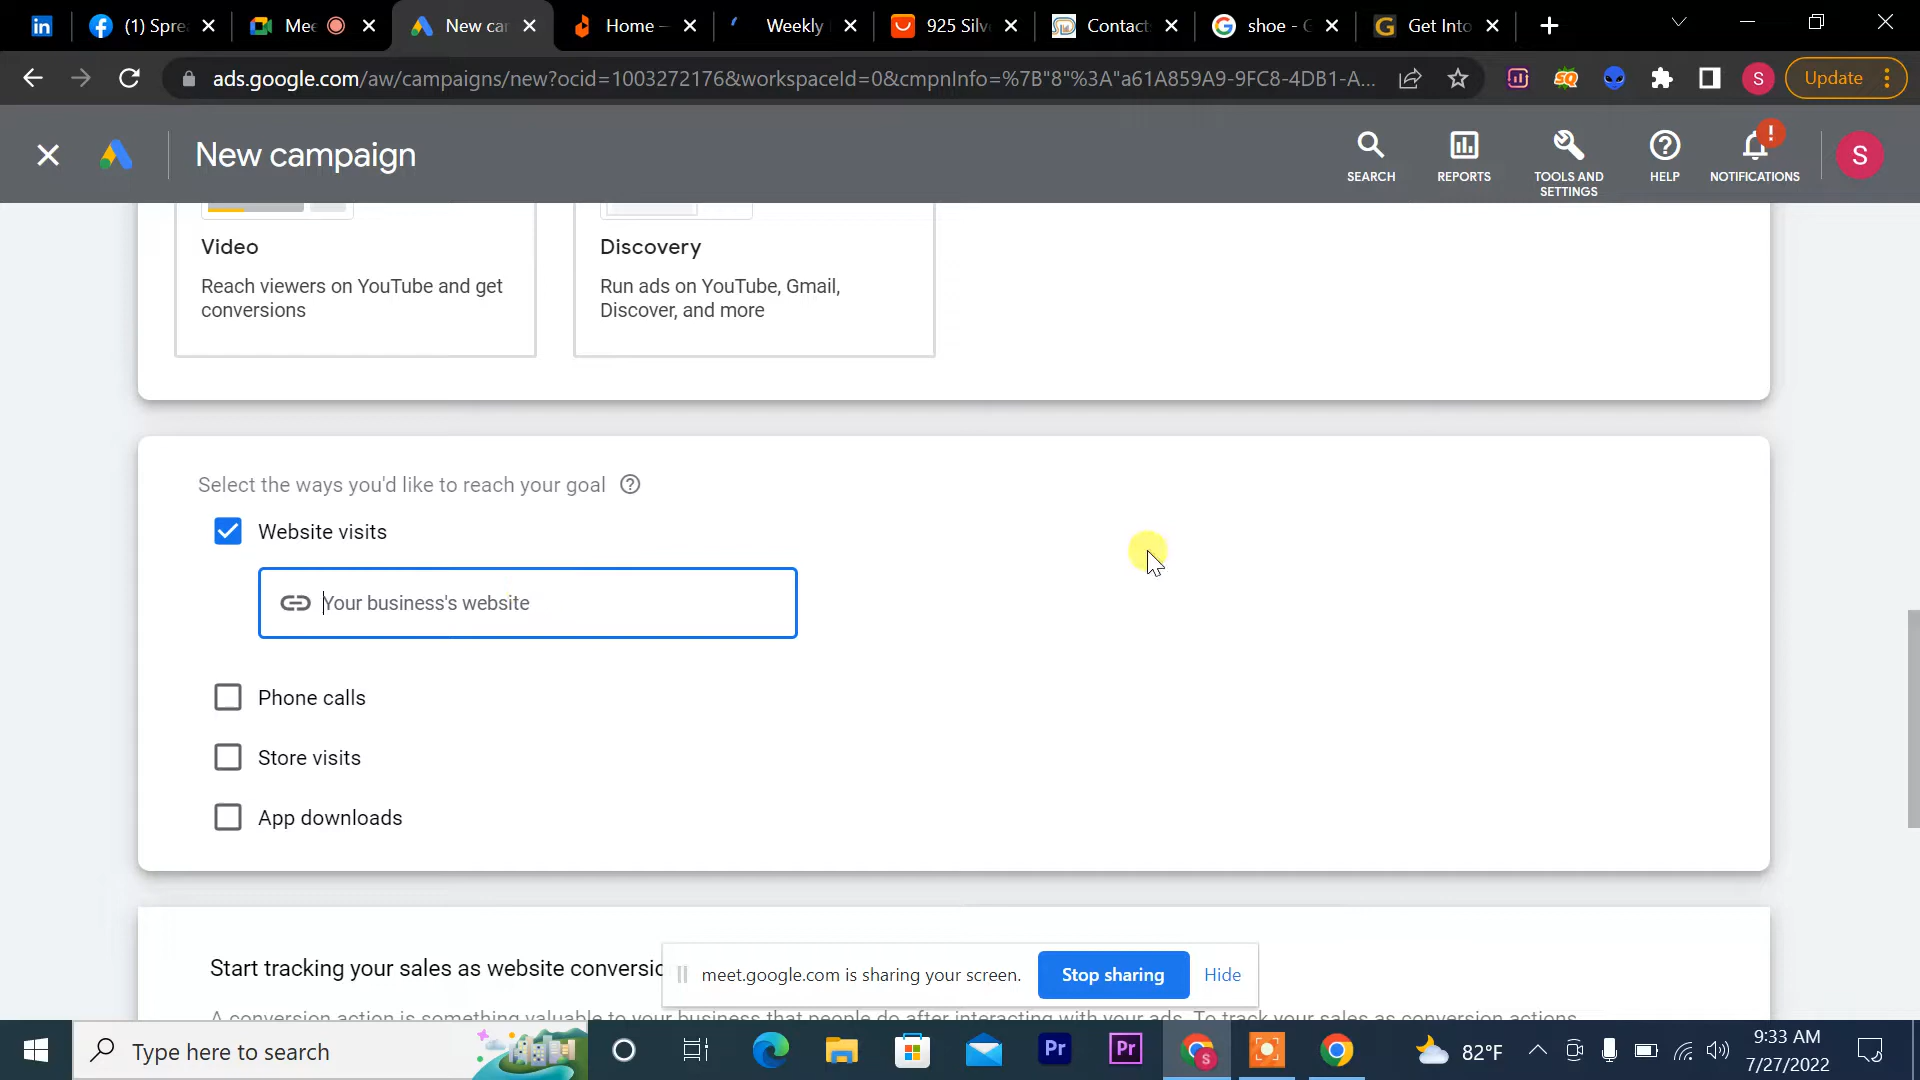 (1) Spre
Mee
New car
Home –
Weekly
925 Silv
Contact
shoe - G
Get Into
ads.google.com/aw/campaigns/new?ocid=1003272176&workspaceId=0&cmpnInfo=%7B"8"%3A"a61A859A9-9FC8-4DB1-A...
S
Update
New campaign
SEARCH
REPORTS
TOOLS AND
SETTINGS
HELP
NOTIFICATIONS
S
Video
Reach viewers on YouTube and get
conversions
Discovery
Run ads on YouTube, Gmail,
Discover, and more
Select the ways you'd like to reach your goal
Website visits
Your business's website
Phone calls
Store visits
App downloads
Start tracking your sales as website conversio
meet.google.com is sharing your screen.
Stop sharing
Hide
A conversion action is something valuable to your business that people do after interacting with your ads. To track your sales as conversion actions
Type here to search
Pr
Pr
82°F
9:33 AM
7/27/2022